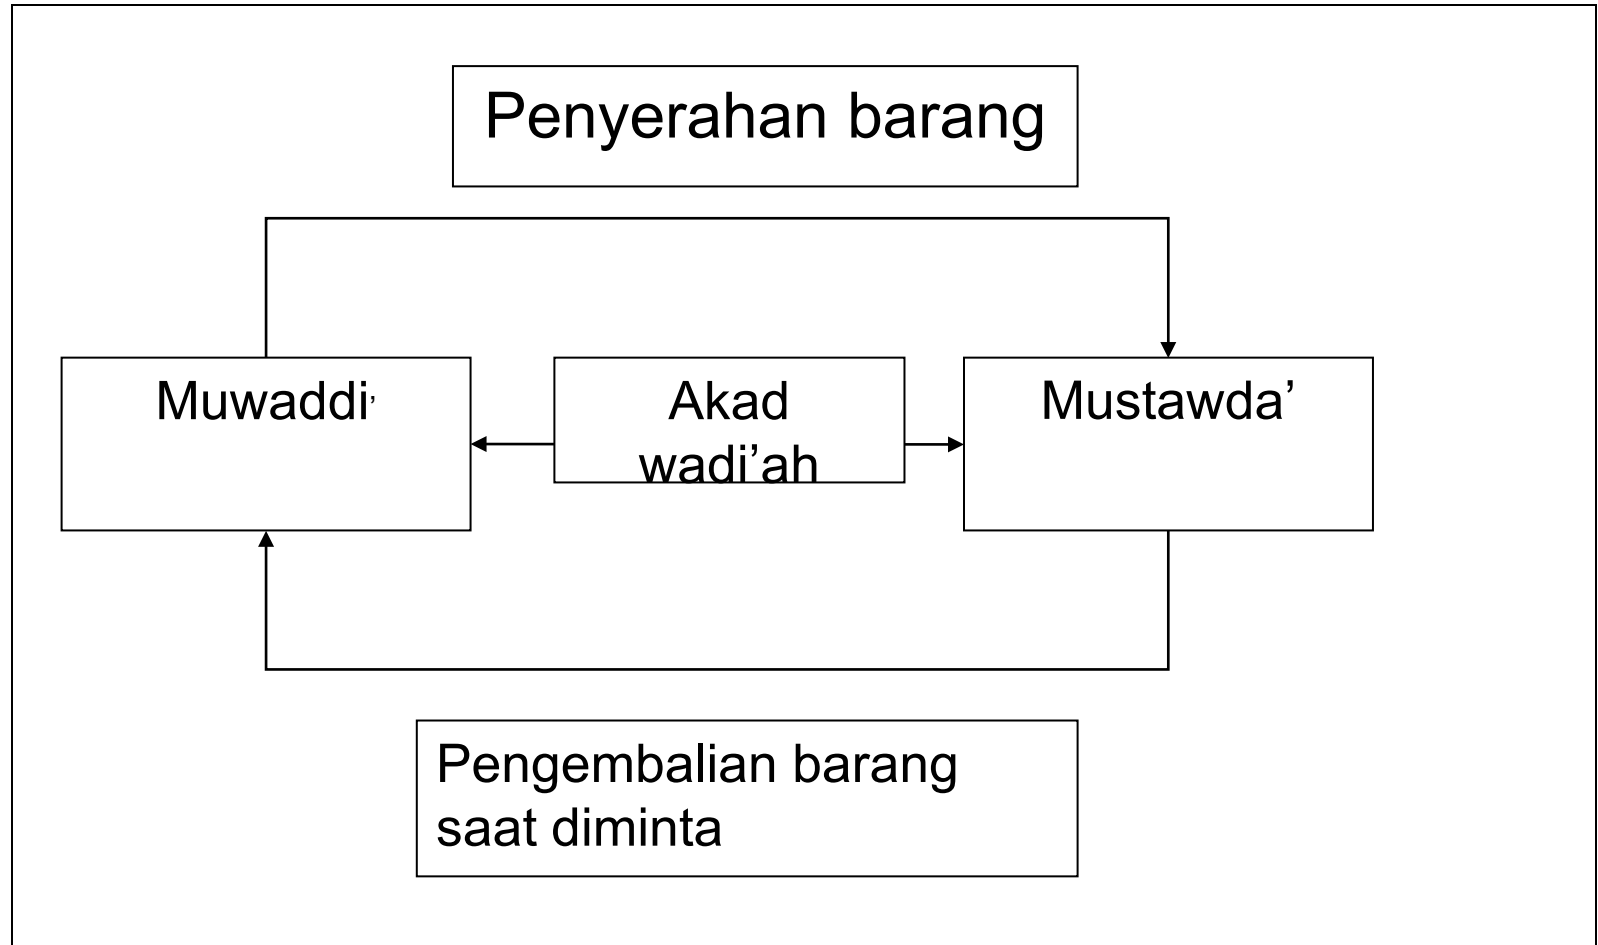 Penyerahan barang
Muwaddi’
Akad
wadi’ah
Mustawda’
Pengembalian barang
saat diminta